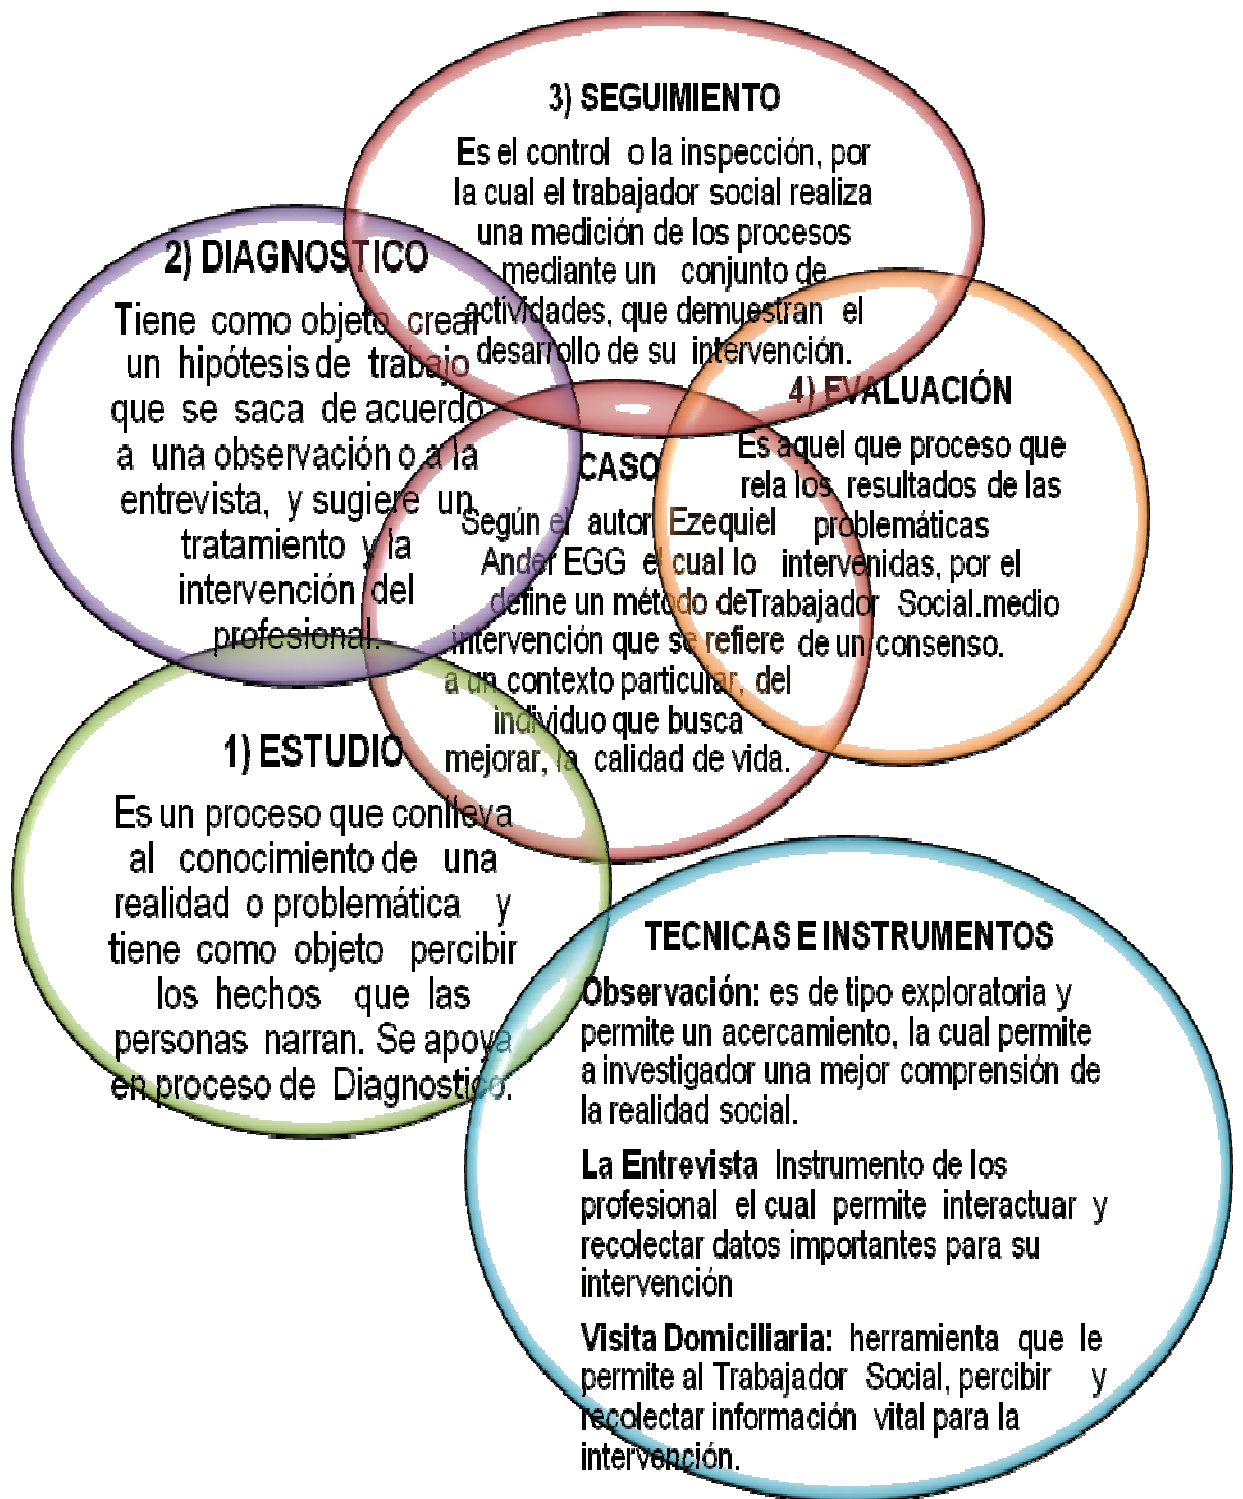 3) SEGUIMIENTO
Es el control o la inspección, por
la cual el trabajador social realiza
una medición de los procesos
mediante un conjunto de
actividades, que demuestran el
desarrollo de su intervención.
2) DIAGNOSTICO
Tiene como objeto crear
un hipótesis de trabajo
que se saca de acuerdo
a una observación o a la
entrevista, y sugiere un
tratamiento y la
intervención del
profesional.
4) EVALUACIÓN
Es aquel que proceso que
rela los resultados de las
problemáticas
intervenidas, por el
Trabajador Social.medio
de un consenso.
CASO
Según el autor Ezequiel
Ander EGG el cual lo
define un método de
intervención que se refiere
a un contexto particular, del
individuo que busca
mejorar, la calidad de vida.
1) ESTUDIO
Es un proceso que conlleva
al conocimiento de una
realidad o problemática y
tiene como objeto percibir
los hechos que las
personas narran. Se apoya
en proceso de Diagnostico.
TECNICAS E INSTRUMENTOS
Observación: es de tipo exploratoria y
permite un acercamiento, la cual permite
a investigador una mejor comprensión de
la realidad social.
La Entrevista Instrumento de los
profesional el cual permite interactuar y
recolectar datos importantes para su
intervención
Visita Domiciliaria: herramienta que le
permite al Trabajador Social, percibir y
recolectar información vital para la
intervención.